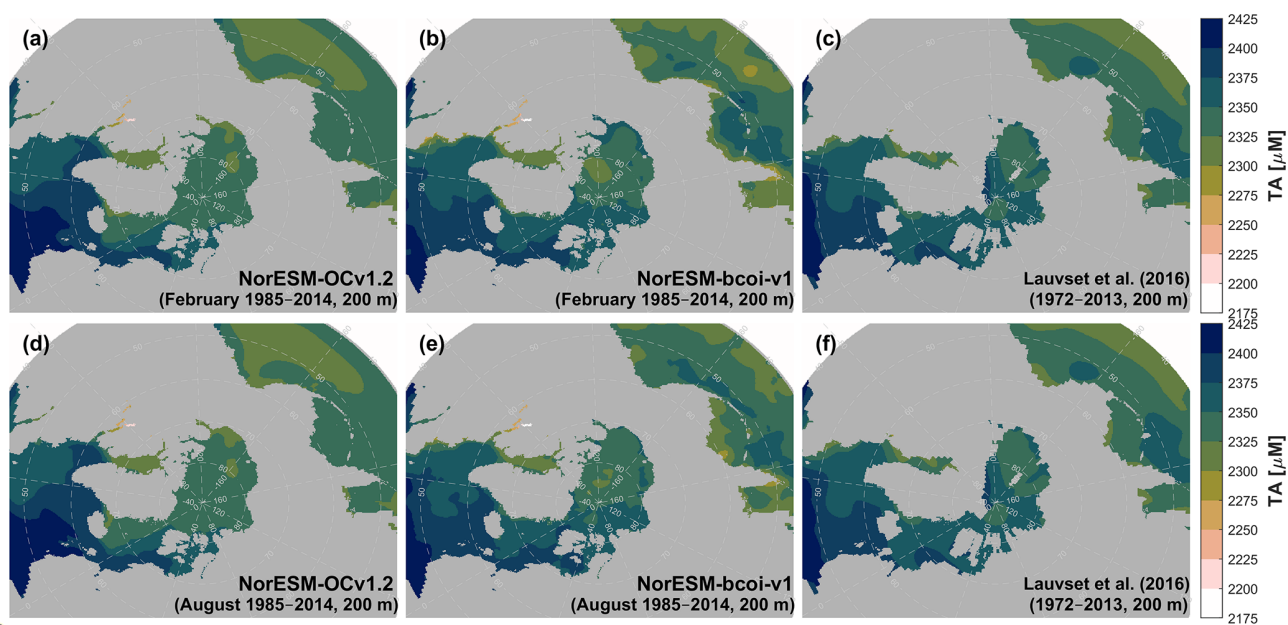 (a)
(b)
(c)
NorESM-OCv1.2
(February 1985–2014, 200 m)
NorESM-bcoi-v1
(February 1985–2014, 200 m)
Lauvset et al. (2016)
(1972–2013, 200 m)
2425
2400
2375
2350
2325
2300
2275
2250
2225
2200
2175
TA [μM]
(d)
(e)
(f)
NorESM-OCv1.2
(August 1985–2014, 200 m)
NorESM-bcoi-v1
(August 1985–2014, 200 m)
Lauvset et al. (2016)
(1972–2013, 200 m)
2425
2400
2375
2350
2325
2300
2275
2250
2225
2200
2175
TA [μM]